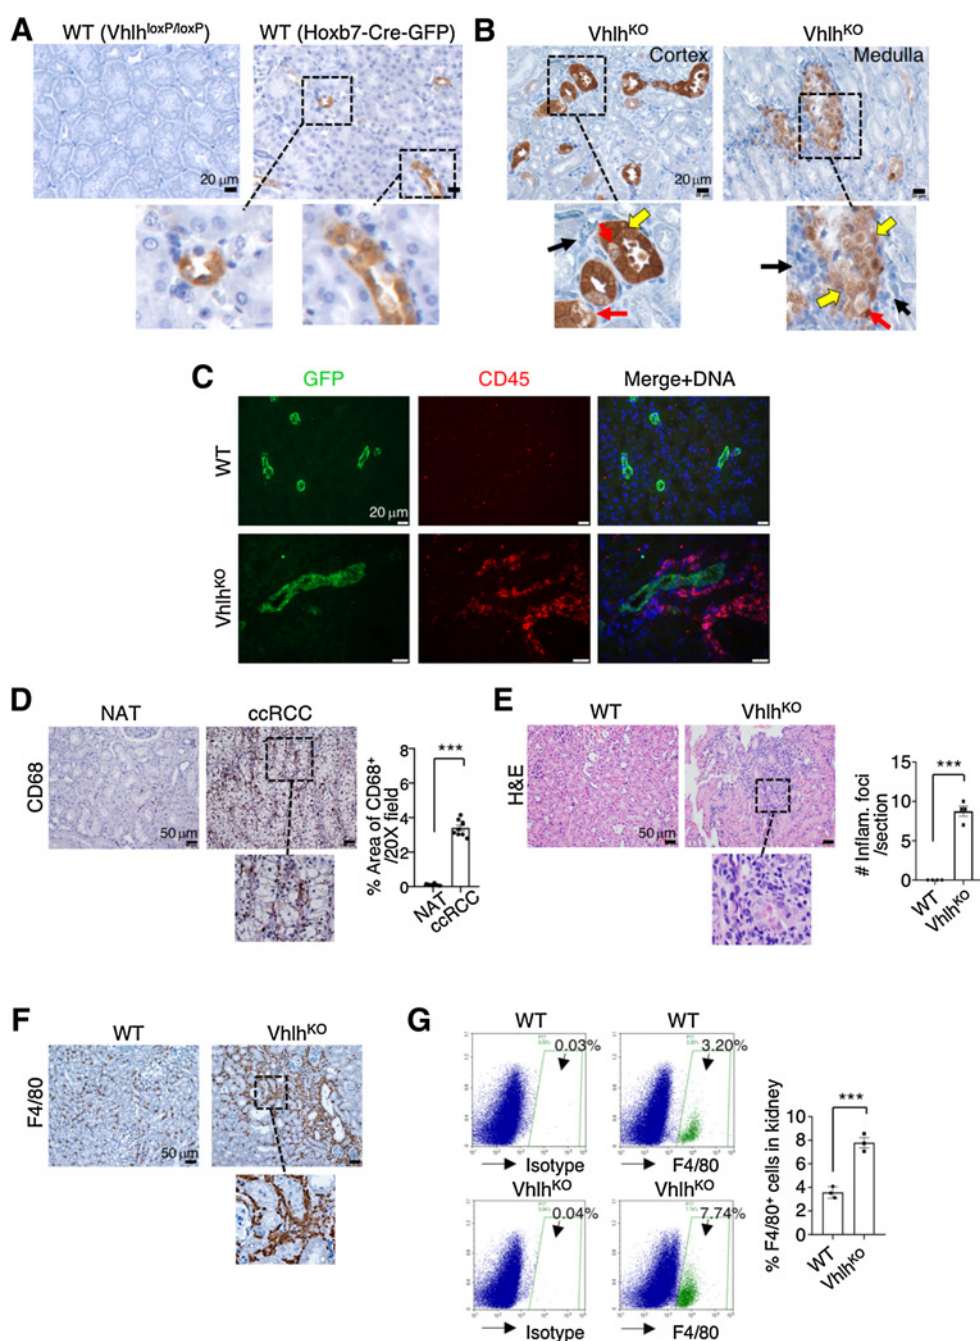 A
WT (Vhlh^loxP/loxP)
WT (Hoxb7-Cre-GFP)
20 μm
B
Vhlh^KO
Vhlh^KO
Cortex
Medulla
20 μm
C
GFP
CD45
Merge+DNA
WT
20 μm
Vhlh^KO
D
NAT
ccRCC
CD68
50 μm
% Area of CD68⁺
/20X field
8
6
4
2
0
***
NAT
ccRCC
E
WT
Vhlh^KO
H&E
50 μm
# Inflam. foci
/section
15
10
5
0
***
WT
Vhlh^KO
F
WT
Vhlh^KO
F4/80
50 μm
G
WT
WT
0.03%
3.20%
Isotype
F4/80
Vhlh^KO
Vhlh^KO
0.04%
7.74%
Isotype
F4/80
% F4/80⁺ cells in kidney
10
8
6
4
2
0
***
WT
Vhlh^KO